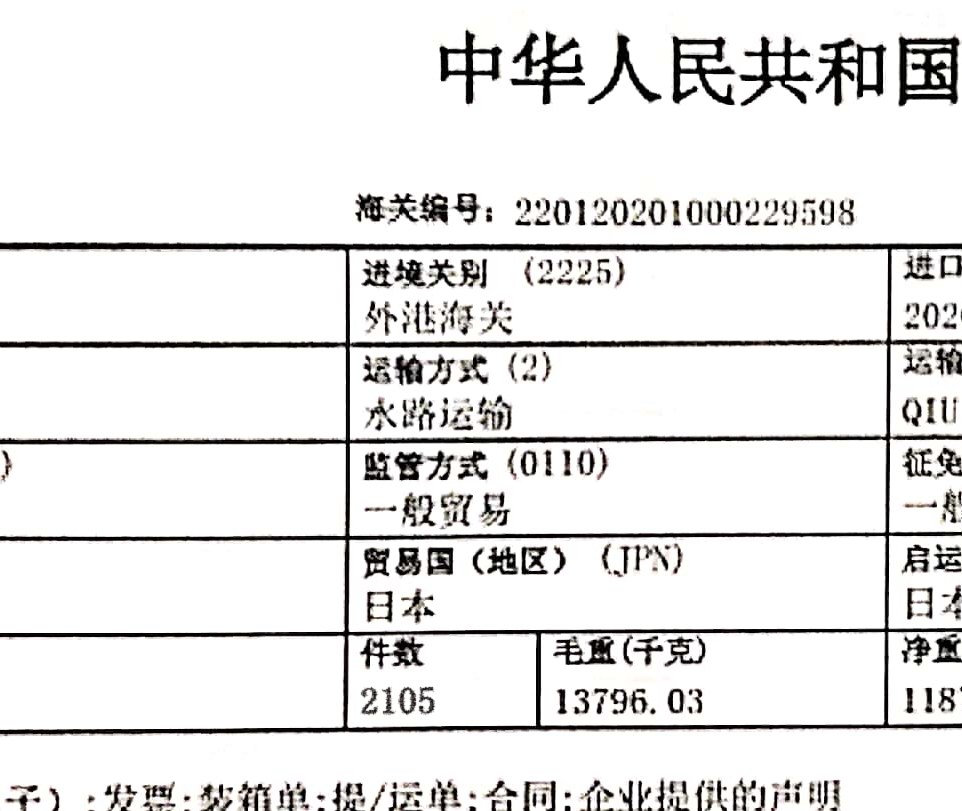 中华人民共和国
海关编号：220120201000229598
进境关别 (2225)
进口
外港海关
202
运输方式 (2)
运输
水路运输
QIU
)
监管方式 (0110)
征免
一般贸易
一般
贸易国（地区） (JPN)
启运
日本
日本
件数
毛重(千克)
净重
2105
13796.03
118
子）;发票;装箱单;提/运单;合同;企业提供的声明